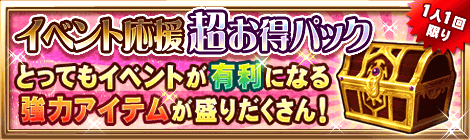 イベント応援 超お得パック
1人1回
限り
とってもイベントが有利になる
強力アイテムが盛りだくさん!